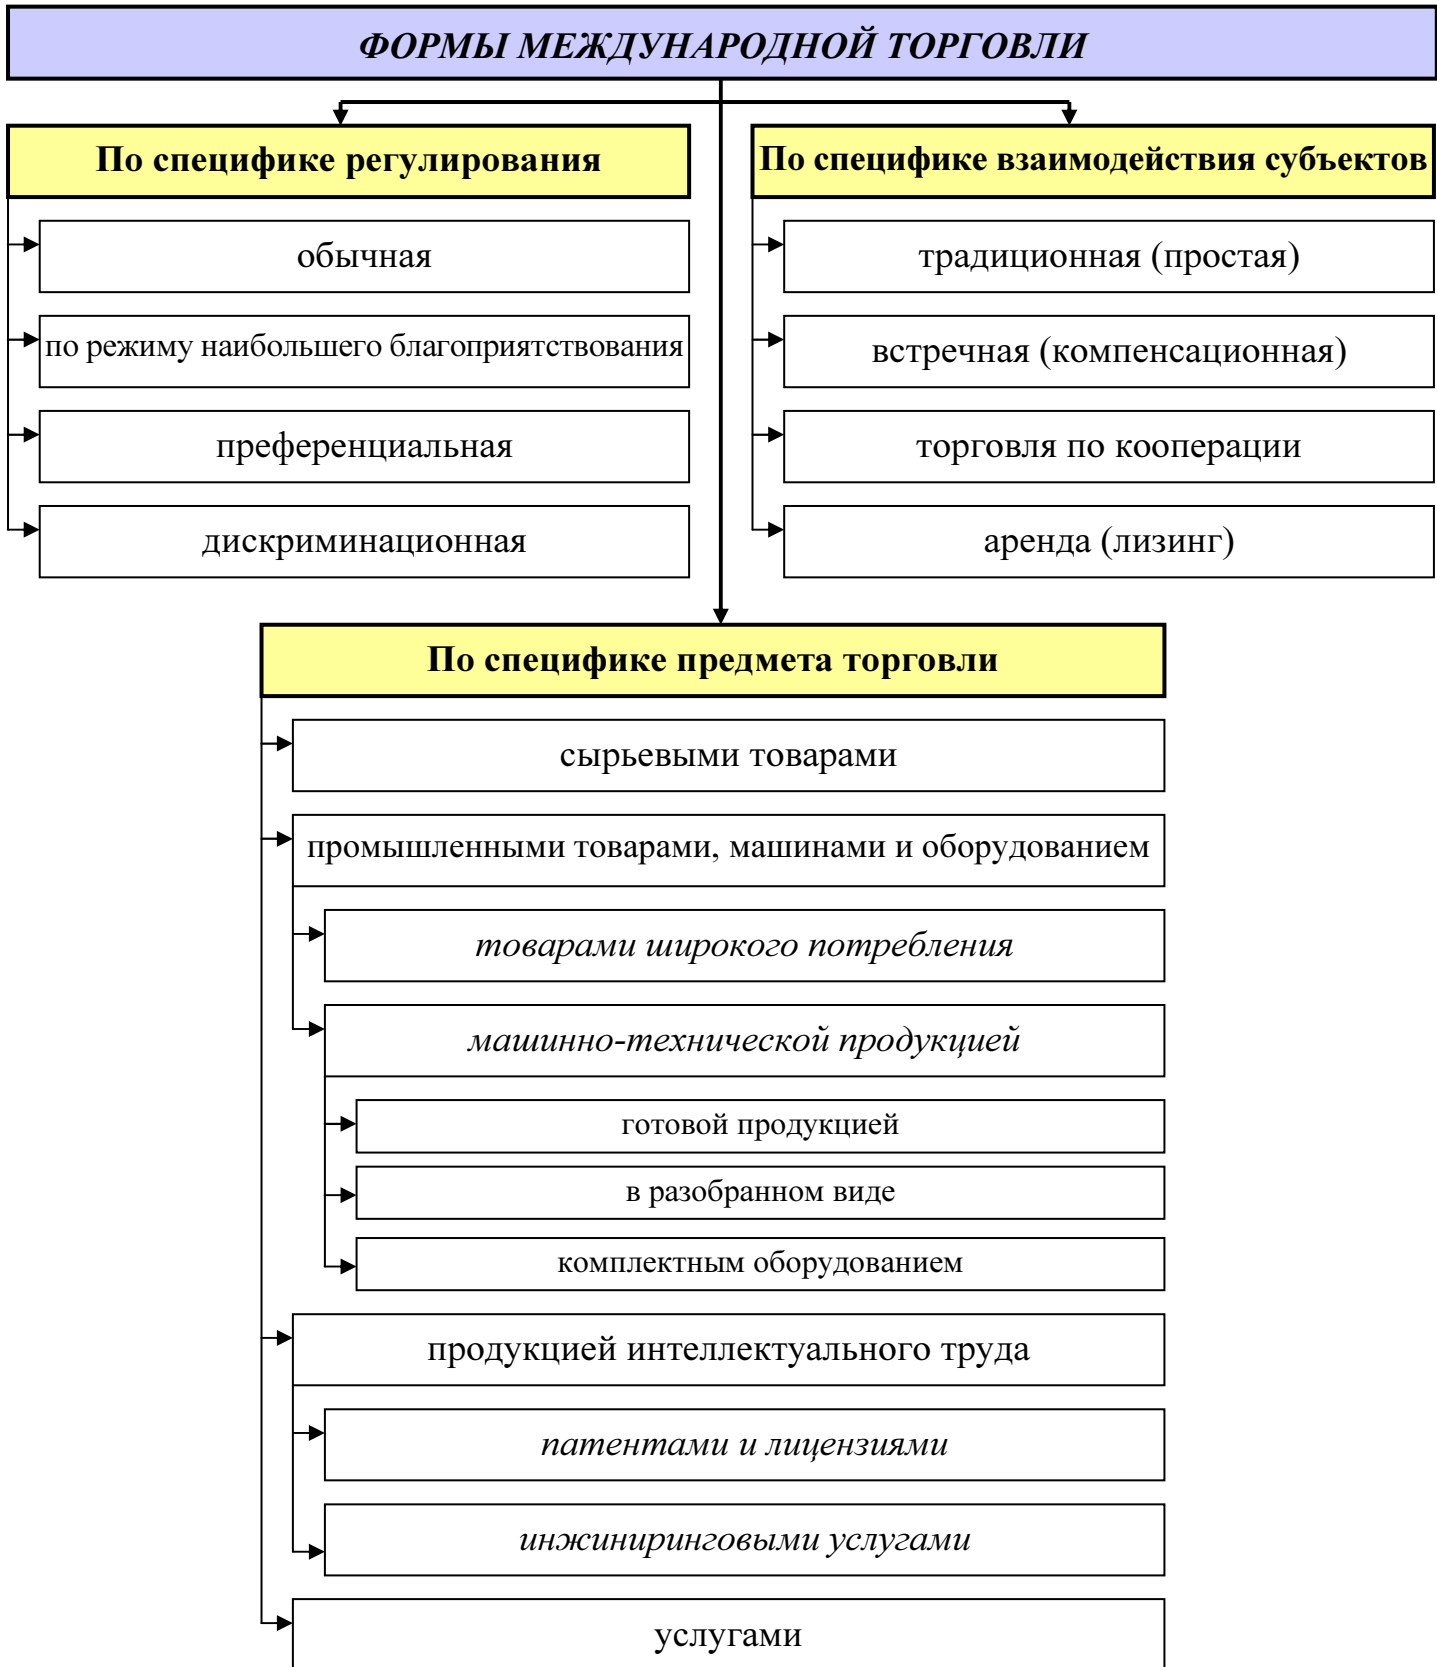 ФОРМЫ МЕЖДУНАРОДНОЙ ТОРГОВЛИ
По специфике регулирования
обычная
по режиму наибольшего благоприятствования
преференциальная
дискриминационная
По специфике взаимодействия субъектов
традиционная (простая)
встречная (компенсационная)
торговля по кооперации
аренда (лизинг)
По специфике предмета торговли
сырьевыми товарами
промышленными товарами, машинами и оборудованием
товарами широкого потребления
машинно-технической продукцией
готовой продукцией
в разобранном виде
комплектным оборудованием
продукцией интеллектуального труда
патентами и лицензиями
инжиниринговыми услугами
услугами